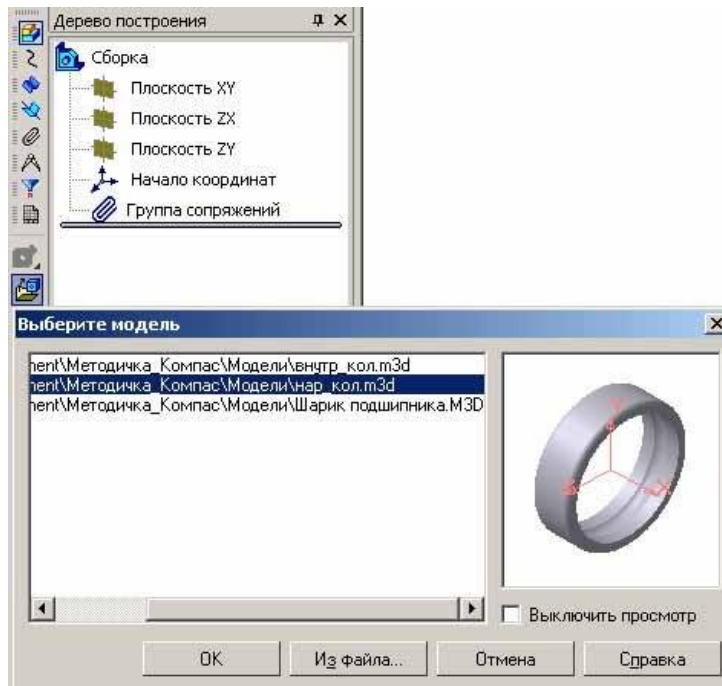 Дерево построения
Сборка
Плоскость XY
Плоскость ZX
Плоскость ZY
Начало координат
Группа сопряжений
Выберите модель
nent\Методичка_Компас\Модели\внутр_кол.m3d
nent\Методичка_Компас\Модели\нар_кол.m3d
nent\Методичка_Компас\Модели\Шарик подшипника.M3D
Y
Z
X
Выключить просмотр
OK
Из файла...
Отмена
Справка